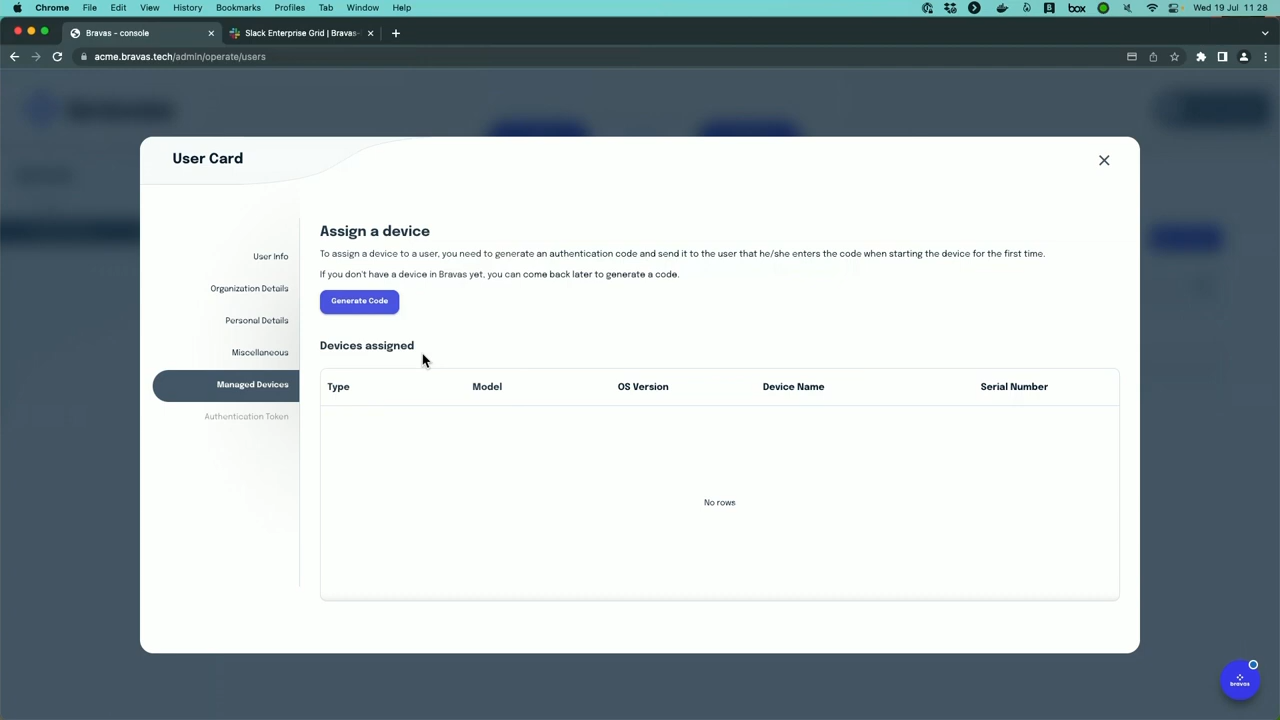 Chrome File Edit View History Bookmarks Profiles Tab Window Help
box Wed 19 Jul 11 28
Bravas - console
Slack Enterprise Grid | Bravas
acme.bravas.tech/admin/operate/users
User Card
User Info
Organization Details
Personal Details
Miscellaneous
Managed Devices
Authentication Token
Assign a device
To assign a device to a user, you need to generate an authentication code and send it to the user that he/she enters the code when starting the device for the first time.
If you don't have a device in Bravas yet, you can come back later to generate a code.
Generate Code
Devices assigned
Type Model OS Version Device Name Serial Number
No rows
bravas